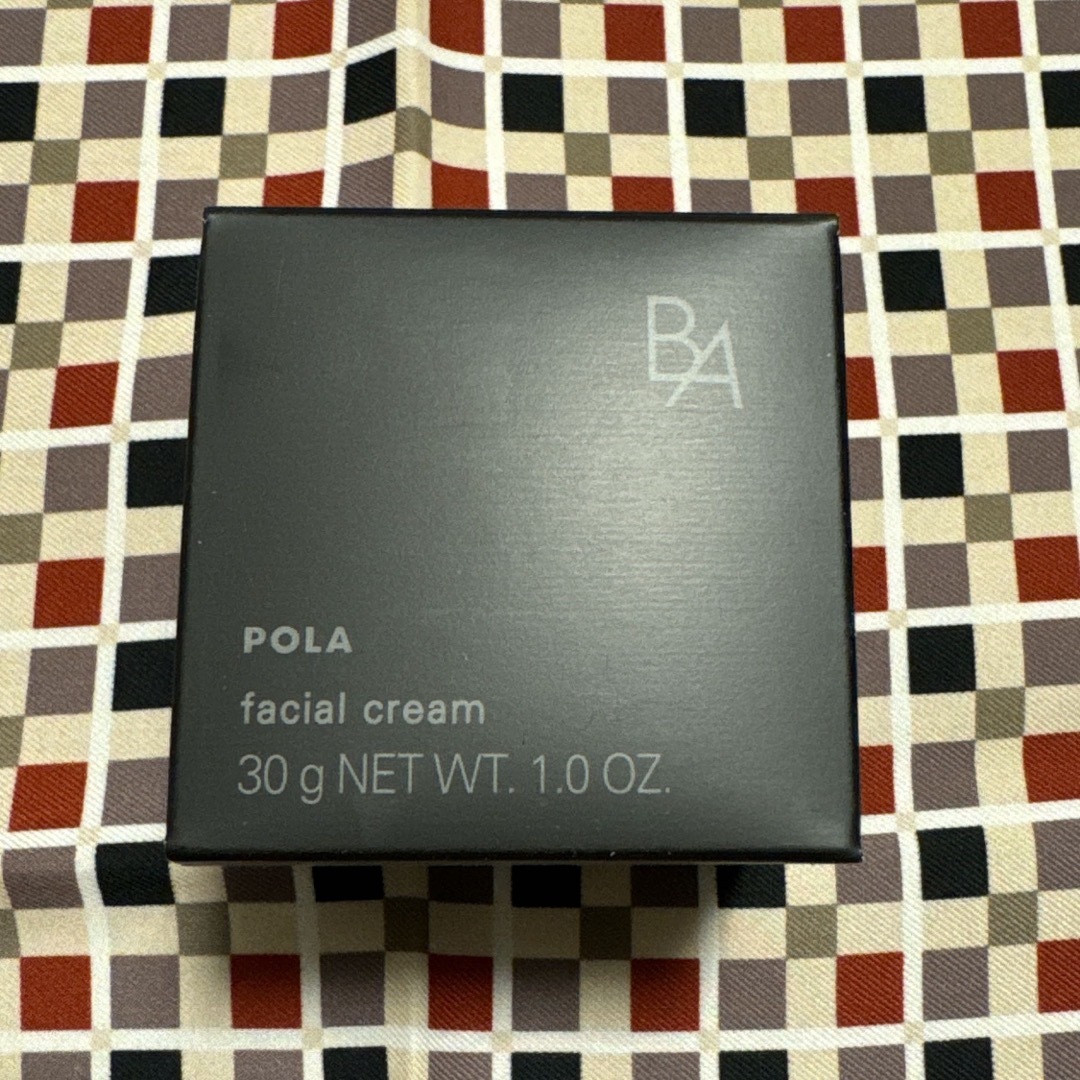 BA
POLA
facial cream
30 g NET WT. 1.0 OZ.